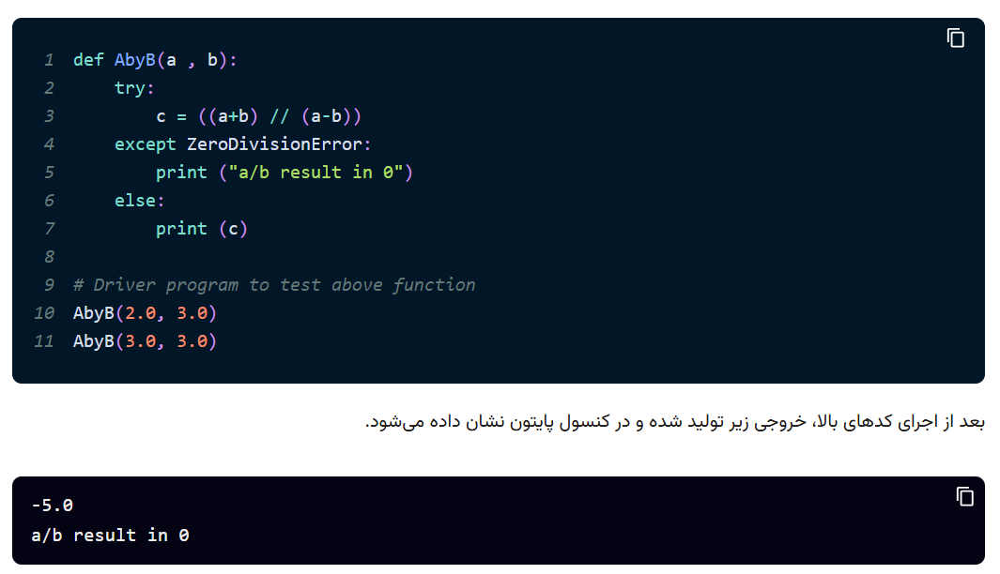 1 def AbyB(a , b):
2     try:
3         c = ((a+b) // (a-b))
4     except ZeroDivisionError:
5         print ("a/b result in 0")
6     else:
7         print (c)
8
9 # Driver program to test above function
10 AbyB(2.0, 3.0)
11 AbyB(3.0, 3.0)
بعد از اجرای کدهای بالا، خروجی زیر تولید شده و در کنسول پایتون نشان داده می‌شود.
-5.0
a/b result in 0